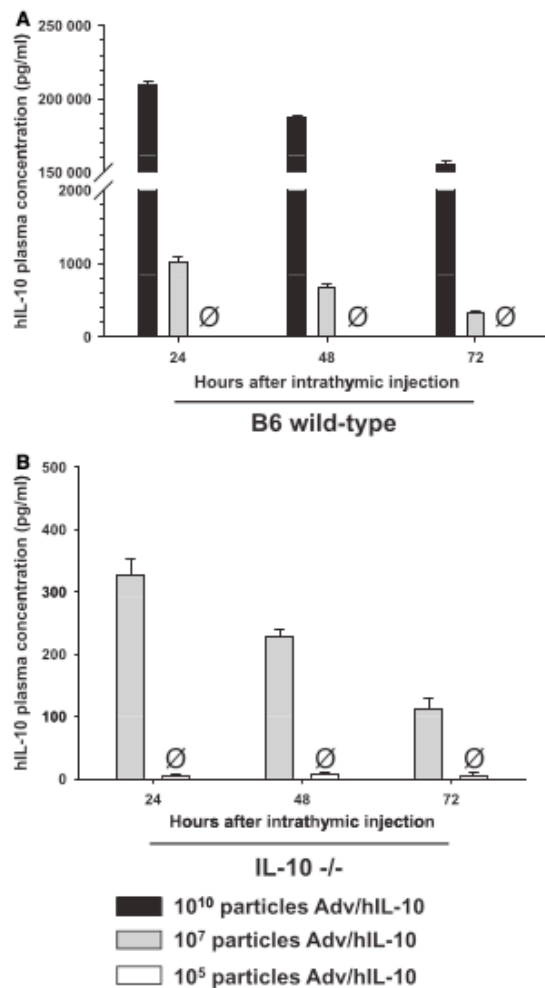 A
hIL-10 plasma concentration (pg/ml)
250 000
200 000
150 000
2000
1000
0
Ø Ø Ø
24 48 72
Hours after intrathymic injection
B6 wild-type
B
hIL-10 plasma concentration (pg/ml)
500
400
300
200
100
0
Ø Ø Ø
24 48 72
Hours after intrathymic injection
IL-10 -/-
10¹⁰ particles Adv/hIL-10
10⁷ particles Adv/hIL-10
10⁵ particles Adv/hIL-10